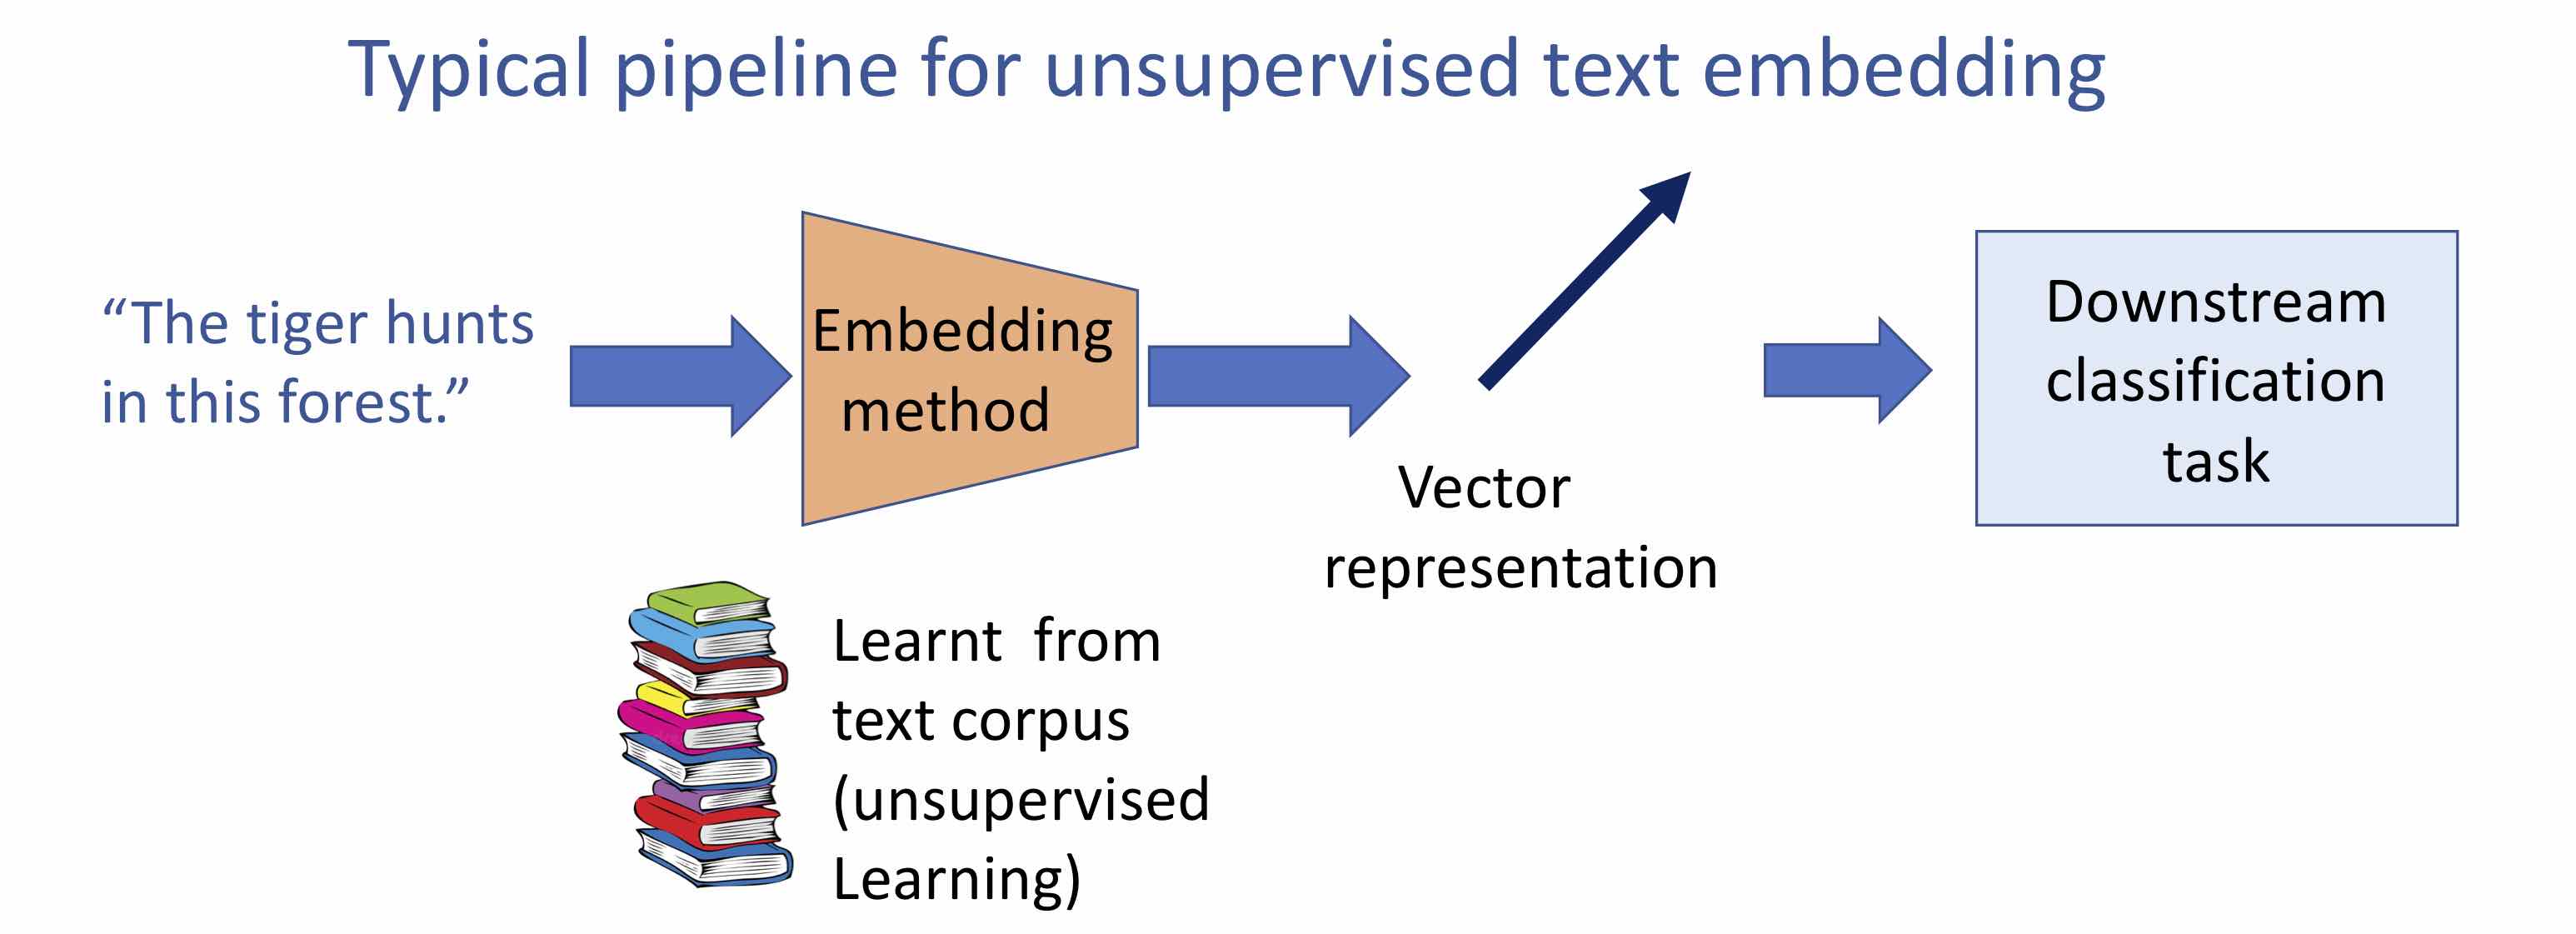 Typical pipeline for unsupervised text embedding
“The tiger hunts
in this forest.”
Embedding
method
Vector
representation
Downstream
classification
task
Learnt  from
text corpus
(unsupervised
Learning)